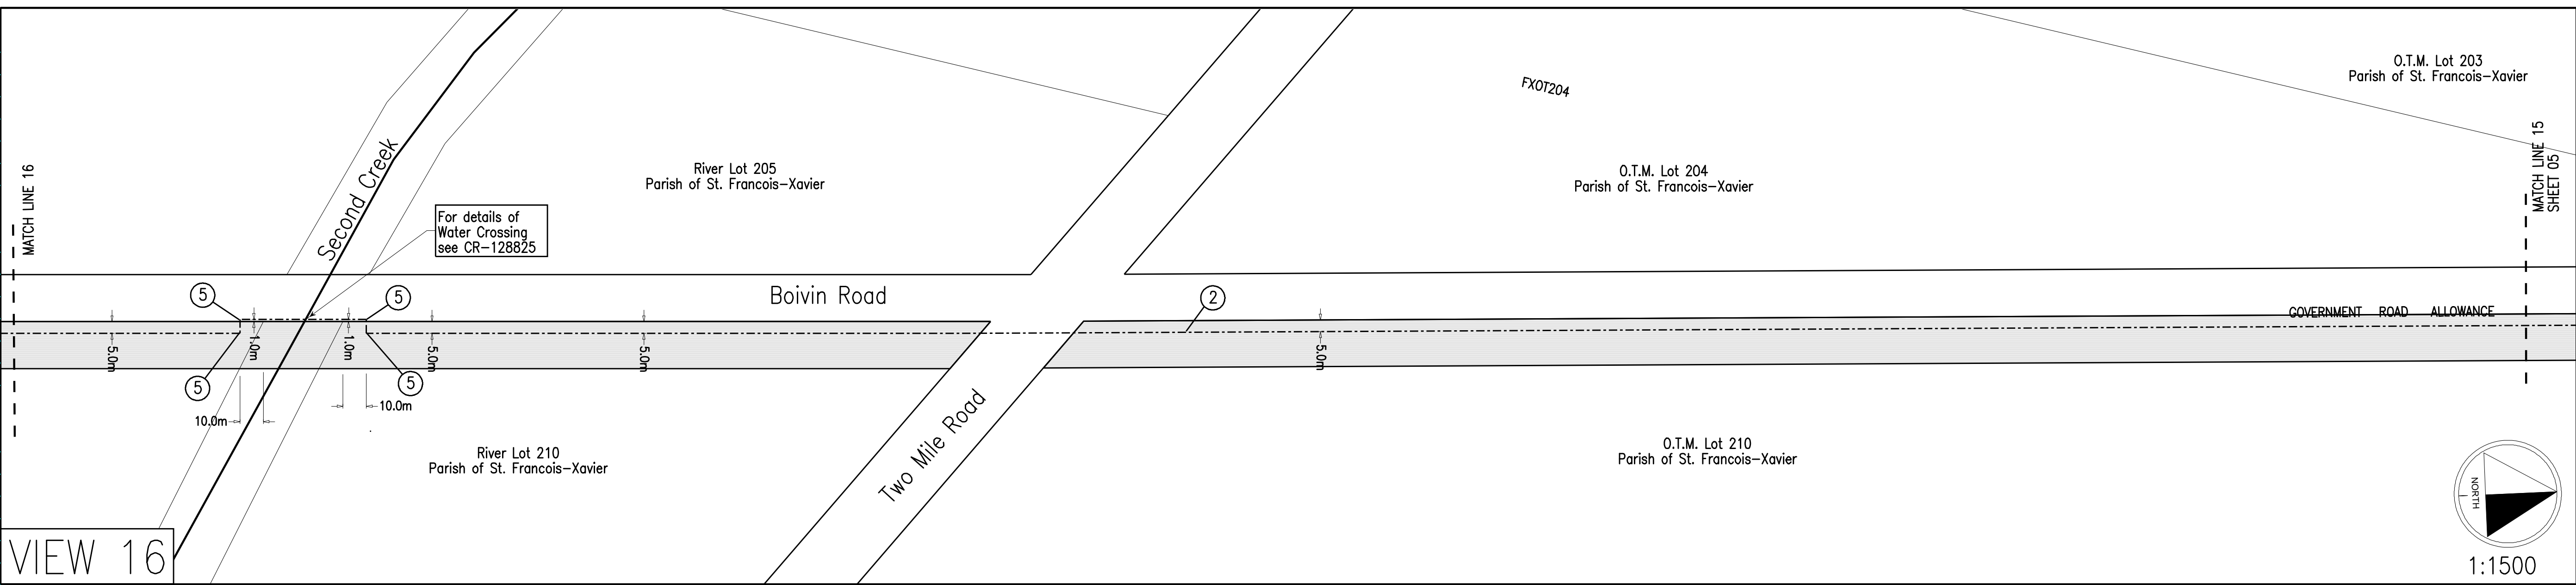 O.T.M. Lot 203
Parish of St. Francois-Xavier
FXOT204
MATCH LINE 15
SHEET 05
MATCH LINE 16
Second Creek
River Lot 205
Parish of St. Francois-Xavier
O.T.M. Lot 204
Parish of St. Francois-Xavier
For details of
Water Crossing
see CR-128825
5
5
Boivin Road
2
GOVERNMENT ROAD ALLOWANCE
5.0m
1.0m
1.0m
5.0m
5.0m
5.0m
5
5
10.0m
10.0m
Two Mile Road
River Lot 210
Parish of St. Francois-Xavier
O.T.M. Lot 210
Parish of St. Francois-Xavier
NORTH
VIEW 16
1:1500